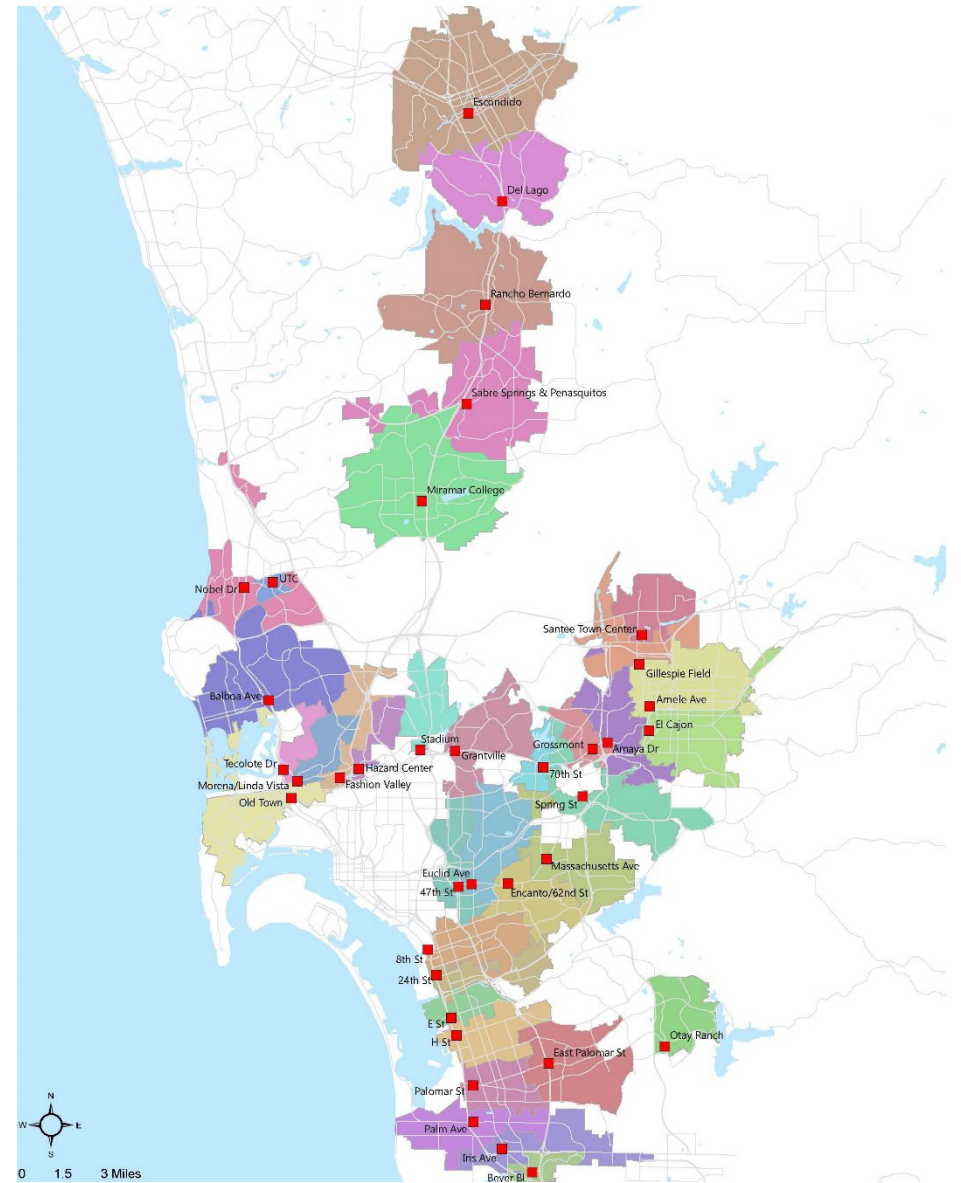 Escondido
Del Lago
Rancho Bernardo
Sabre Springs & Penasquitos
Miramar College
UTC
Nobel Dr
Santee Town Center
Gillespie Field
Balboa Ave
Arnele Ave
El Cajon
Stadium
Grossmont
Amaya Dr
Grantville
Tecolote Dr
Hazard Center
70th St
Morena/Linda Vista
Fashion Valley
Old Town
Spring St
Massachusetts Ave
Euclid Ave
47th St
Encanto/62nd St
8th St
24th St
E St
H St
Otay Ranch
East Palomar St
Palomar St
N
W
E
S
Palm Ave
Iris Ave
0 1.5 3 Miles
Beyer Bl